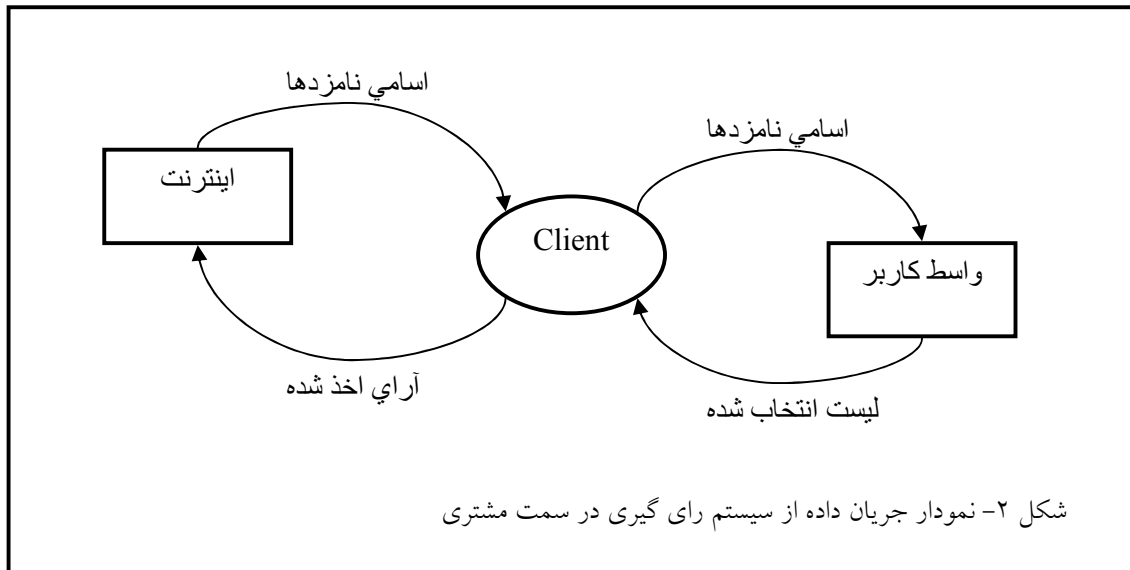 اسامي نامزدها
اسامي نامزدها
اينترنت
Client
واسط كاربر
آراي اخذ شده
ليست انتخاب شده
شکل ۲- نمودار جریان داده از سیستم رای گیری در سمت مشتری